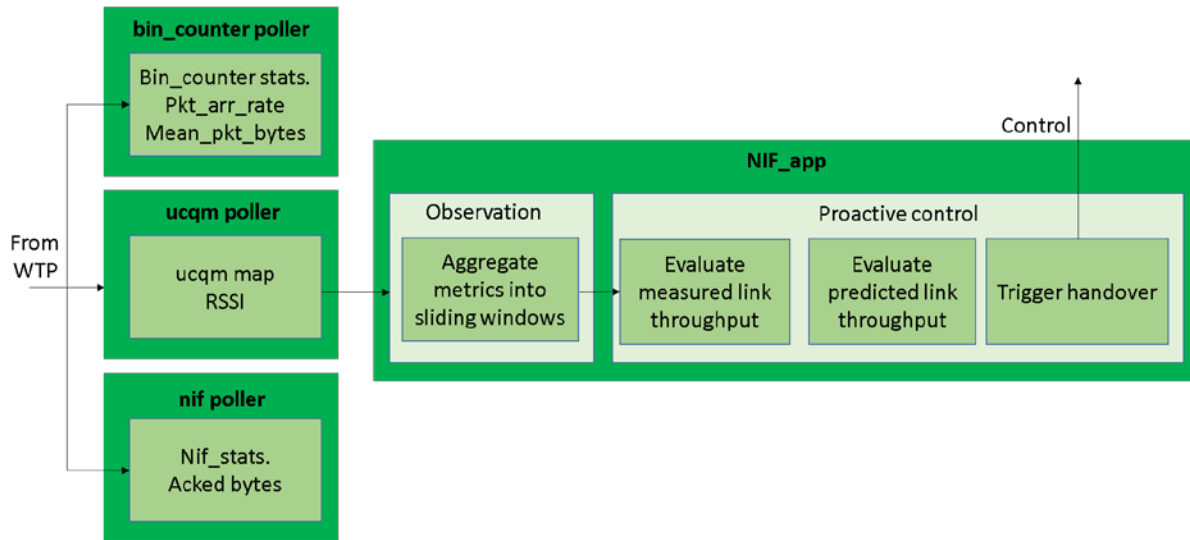 bin_counter poller
Bin_counter stats.
Pkt_arr_rate
Mean_pkt_bytes
From
WTP
ucqm poller
ucqm map
RSSI
nif poller
Nif_stats.
Acked bytes
Control
NIF_app
Observation
Aggregate
metrics into
sliding windows
Proactive control
Evaluate
measured link
throughput
Evaluate
predicted link
throughput
Trigger handover